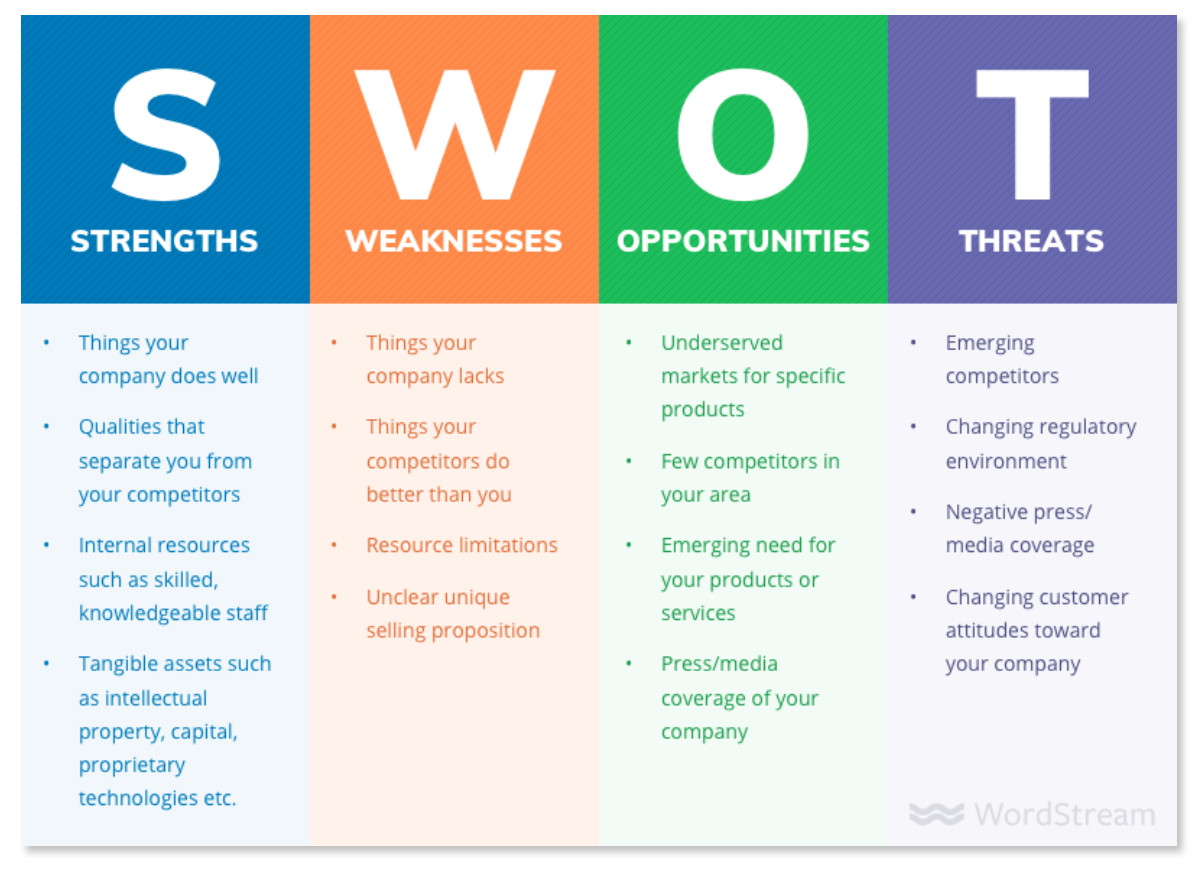 S
STRENGTHS
• Things your
company does well
• Qualities that
separate you from
your competitors
• Internal resources
such as skilled,
knowledgeable staff
• Tangible assets such
as intellectual
property, capital,
proprietary
technologies etc.
W
WEAKNESSES
• Things your
company lacks
• Things your
competitors do
better than you
• Resource limitations
• Unclear unique
selling proposition
O
OPPORTUNITIES
• Underserved
markets for specific
products
• Few competitors in
your area
• Emerging need for
your products or
services
• Press/media
coverage of your
company
T
THREATS
• Emerging
competitors
• Changing regulatory
environment
• Negative press/
media coverage
• Changing customer
attitudes toward
your company
WordStream